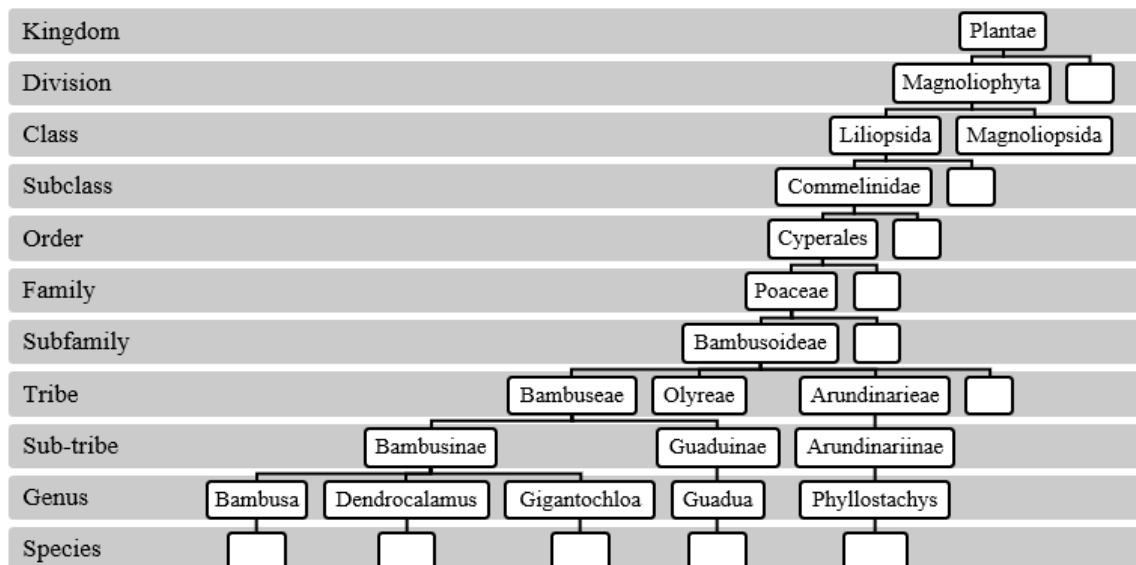 Kingdom Plantae
Division Magnoliophyta
Class Liliopsida Magnoliopsida
Subclass Commelinidae
Order Cyperales
Family Poaceae
Subfamily Bambusoideae
Tribe Bambuseae Olyreae Arundinarieae
Sub-tribe Bambusinae Guaduinae Arundinariinae
Genus Bambusa Dendrocalamus Gigantochloa Guadua Phyllostachys
Species